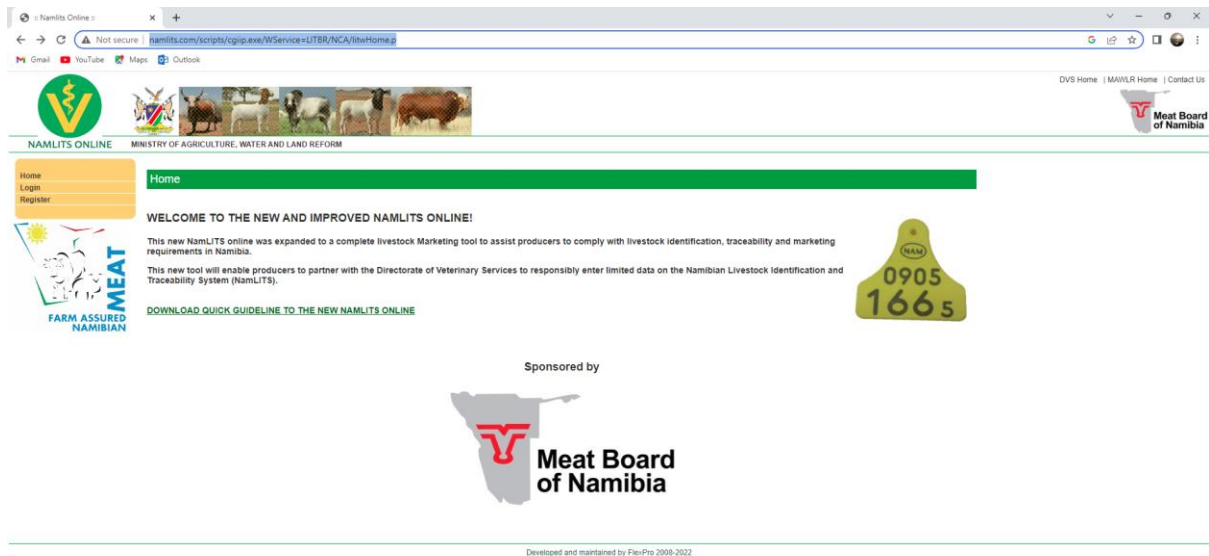 :: Namlits Online ::
Not secure | namlits.com/scripts/cgiip.exe/WService=LITBR/NCA/litwHome.p
Gmail YouTube Maps Outlook
DVS Home | MAWLR Home | Contact Us
Meat Board
of Namibia
NAMLITS ONLINE
MINISTRY OF AGRICULTURE, WATER AND LAND REFORM
Home
Login
Register
Home
WELCOME TO THE NEW AND IMPROVED NAMLITS ONLINE!
This new NamLITS online was expanded to a complete livestock Marketing tool to assist producers to comply with livestock identification, traceability and marketing
requirements in Namibia.
This new tool will enable producers to partner with the Directorate of Veterinary Services to responsibly enter limited data on the Namibian Livestock Identification and
Traceability System (NamLITS).
DOWNLOAD QUICK GUIDELINE TO THE NEW NAMLITS ONLINE
MEAT
FARM ASSURED
NAMIBIAN
NAM
0905
166 5
Sponsored by
Meat Board
of Namibia
Developed and maintained by FlexPro 2008-2022